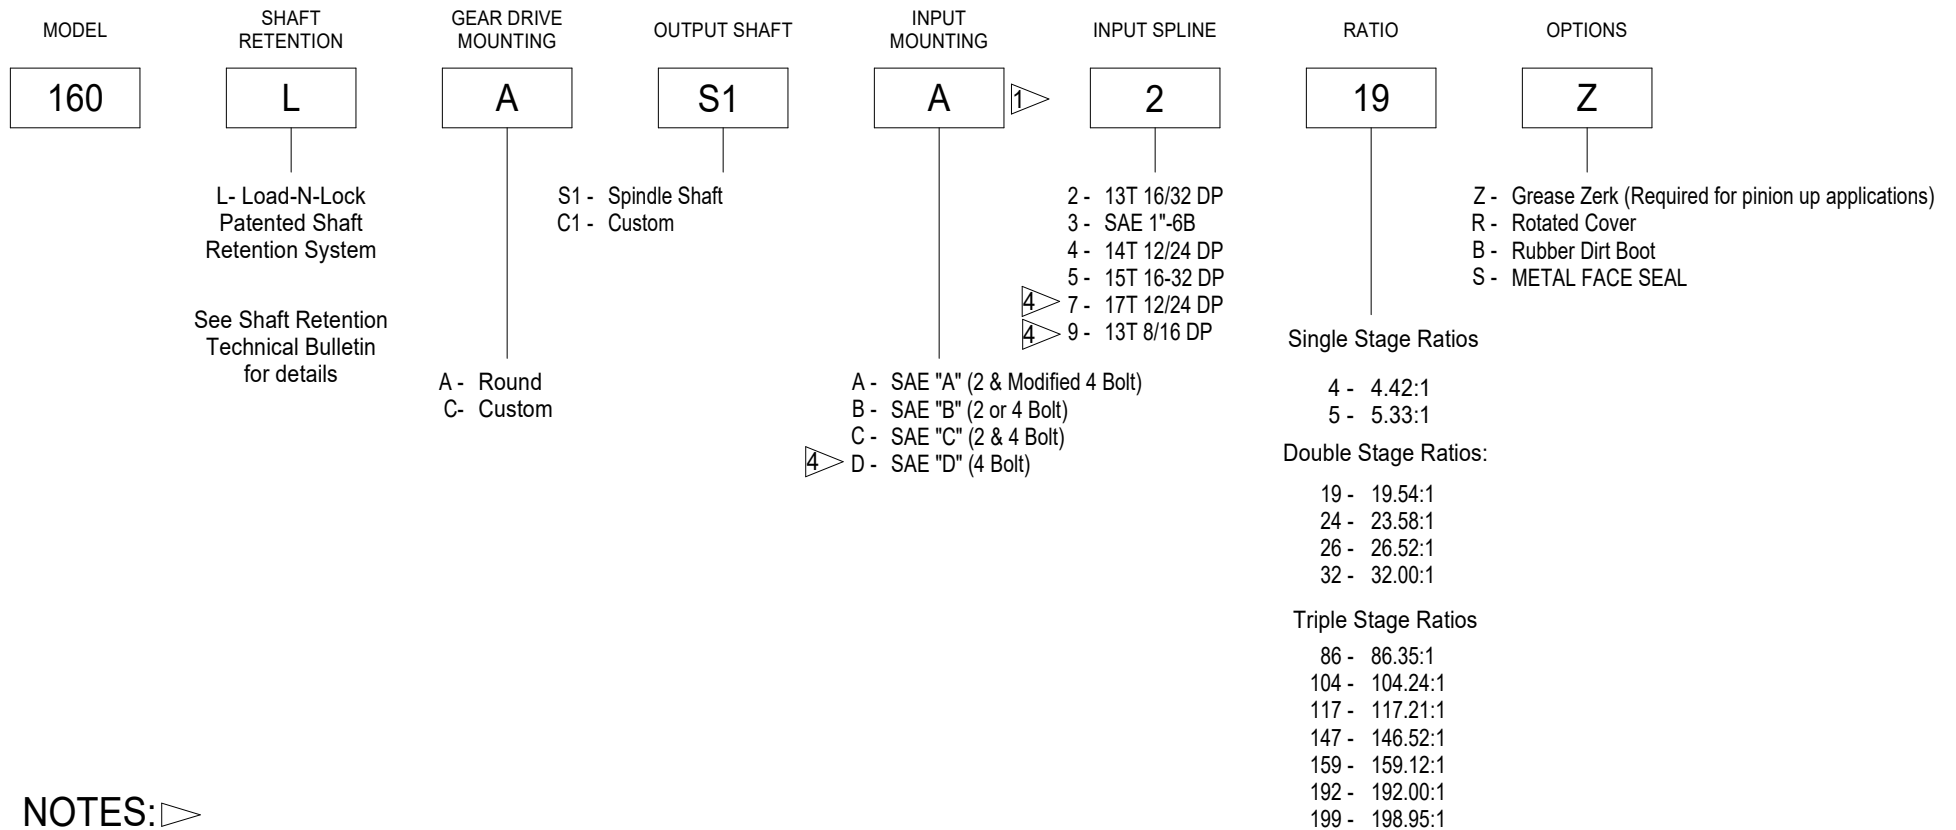 MODEL
SHAFT
RETENTION
GEAR DRIVE
MOUNTING
OUTPUT SHAFT
INPUT
MOUNTING
INPUT SPLINE
RATIO
OPTIONS
160
L
A
S1
A
1
2
19
Z
L- Load-N-Lock
Patented Shaft
Retention System
See Shaft Retention
Technical Bulletin
for details
A - Round
C- Custom
S1 - Spindle Shaft
C1 - Custom
A - SAE "A" (2 & Modified 4 Bolt)
B - SAE "B" (2 or 4 Bolt)
C - SAE "C" (2 & 4 Bolt)
4 D - SAE "D" (4 Bolt)
2 - 13T 16/32 DP
3 - SAE 1"-6B
4 - 14T 12/24 DP
5 - 15T 16-32 DP
4 7 - 17T 12/24 DP
4 9 - 13T 8/16 DP
Single Stage Ratios
4 - 4.42:1
5 - 5.33:1
Double Stage Ratios:
19 - 19.54:1
24 - 23.58:1
26 - 26.52:1
32 - 32.00:1
Triple Stage Ratios
86 - 86.35:1
104 - 104.24:1
117 - 117.21:1
147 - 146.52:1
159 - 159.12:1
192 - 192.00:1
199 - 198.95:1
Z - Grease Zerk (Required for pinion up applications)
R - Rotated Cover
B - Rubber Dirt Boot
S - METAL FACE SEAL
NOTES: